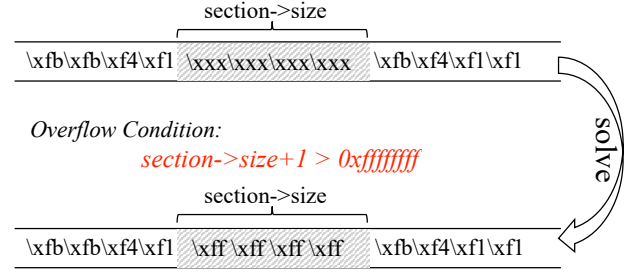 section->size
\xfb\xfb\xf4\xf1 \xxx\xxx\xxx\xxx \xfb\xf4\xf1\xf1
Overflow Condition:
section->size+1 > 0xffffffff
solve
section->size
\xfb\xfb\xf4\xf1 \xff \xff \xff \xff \xfb\xf4\xf1\xf1